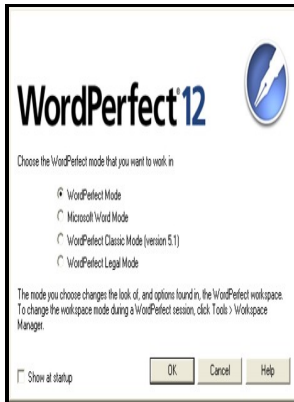 WordPerfect 12
Choose the WordPerfect mode that you want to work in
WordPerfect Mode
Microsoft Word Mode
WordPerfect Classic Mode (version 5.1)
WordPerfect Legal Mode
The mode you choose changes the look of, and options found in, the WordPerfect workspace.
To change the workspace mode during a WordPerfect session, click Tools > Workspace
Manager.
Show at startup
OK Cancel Help